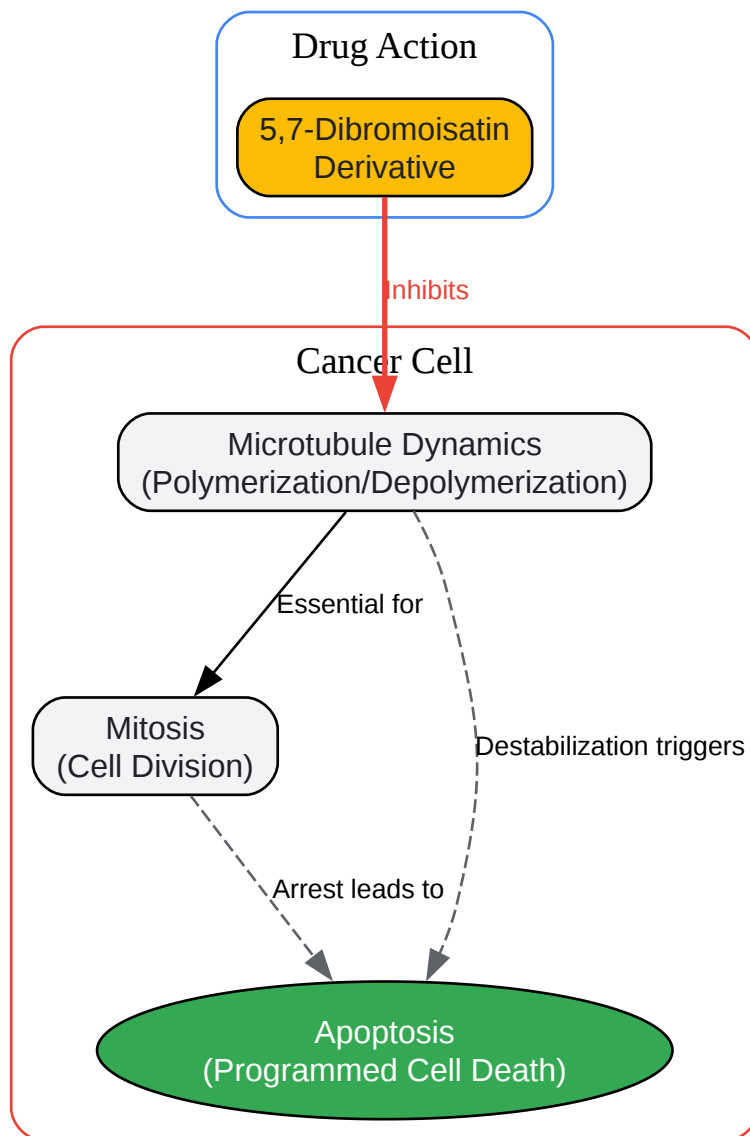 Drug Action
5,7-Dibromoisatin
Derivative
Inhibits
Cancer Cell
Microtubule Dynamics
(Polymerization/Depolymerization)
Essential for
Mitosis
(Cell Division)
Destabilization triggers
Arrest leads to
Apoptosis
(Programmed Cell Death)